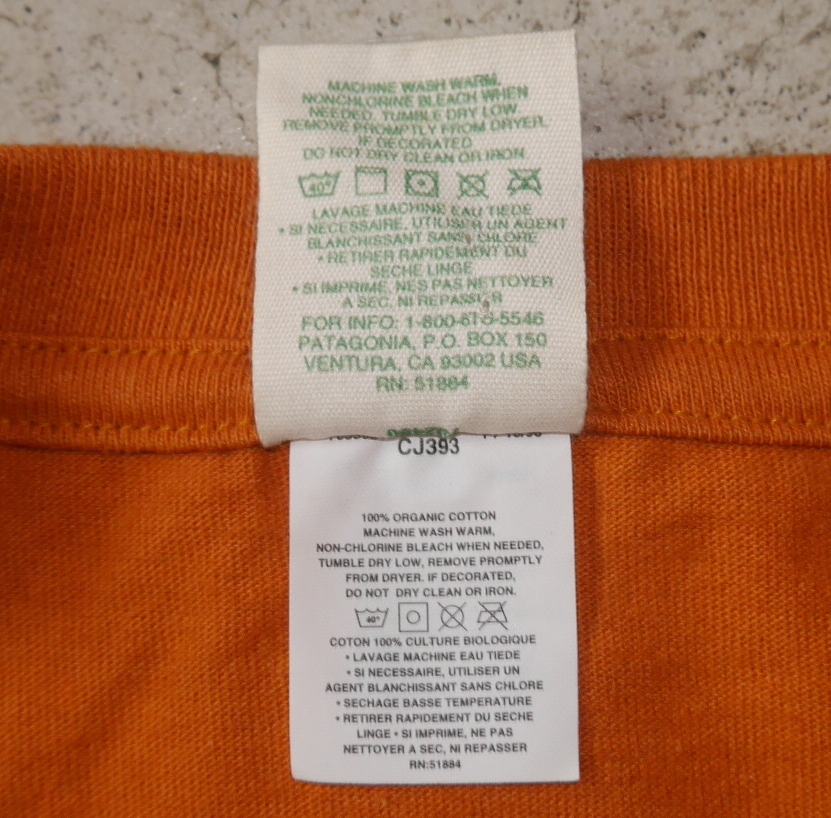 MACHINE WASH WARM,
NONCHLORINE BLEACH WHEN
NEEDED, TUMBLE DRY LOW
REMOVE PROMPTLY FROM DRYER.
IF DECORATED
DO NOT DRY CLEAN OR IRON
40°
LAVAGE MACHINE EAU TIEDE
• SI NECESSAIRE, UTILISER UN AGENT
BLANCHISSANT SANS CHLORE
• RETIRER RAPIDEMENT DU
SECHE LINGE
• SI IMPRIME, NES PAS NETTOYER
A SEC, NI REPASSER
FOR INFO: 1-800-613-5546
PATAGONIA, P.O. BOX 150
VENTURA, CA 93002 USA
RN: 51884
CJ393
100% ORGANIC COTTON
MACHINE WASH WARM,
NON-CHLORINE BLEACH WHEN NEEDED,
TUMBLE DRY LOW, REMOVE PROMPTLY
FROM DRYER. IF DECORATED,
DO NOT DRY CLEAN OR IRON.
40°
COTON 100% CULTURE BIOLOGIQUE
• LAVAGE MACHINE EAU TIEDE
• SI NECESSAIRE, UTILISER UN
AGENT BLANCHISSANT SANS CHLORE
• SECHAGE BASSE TEMPERATURE
• RETIRER RAPIDEMENT DU SECHE
LINGE • SI IMPRIME, NE PAS
NETTOYER A SEC, NI REPASSER
RN:51884